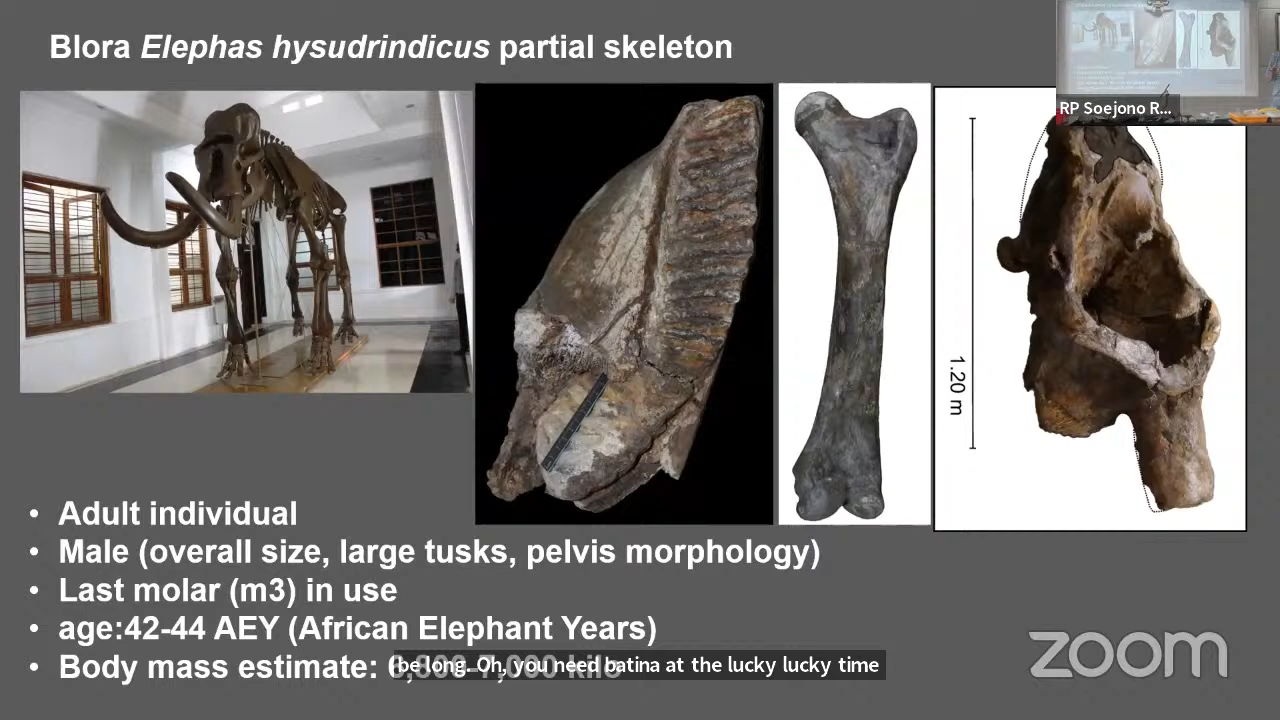 Blora Elephas hysudrindicus partial skeleton
RP Soejono R...
1.20 m
• Adult individual
• Male (overall size, large tusks, pelvis morphology)
• Last molar (m3) in use
• age:42-44 AEY (African Elephant Years)
• Body mass estimate:
be long. Oh, you need batina at the lucky lucky time
zoom